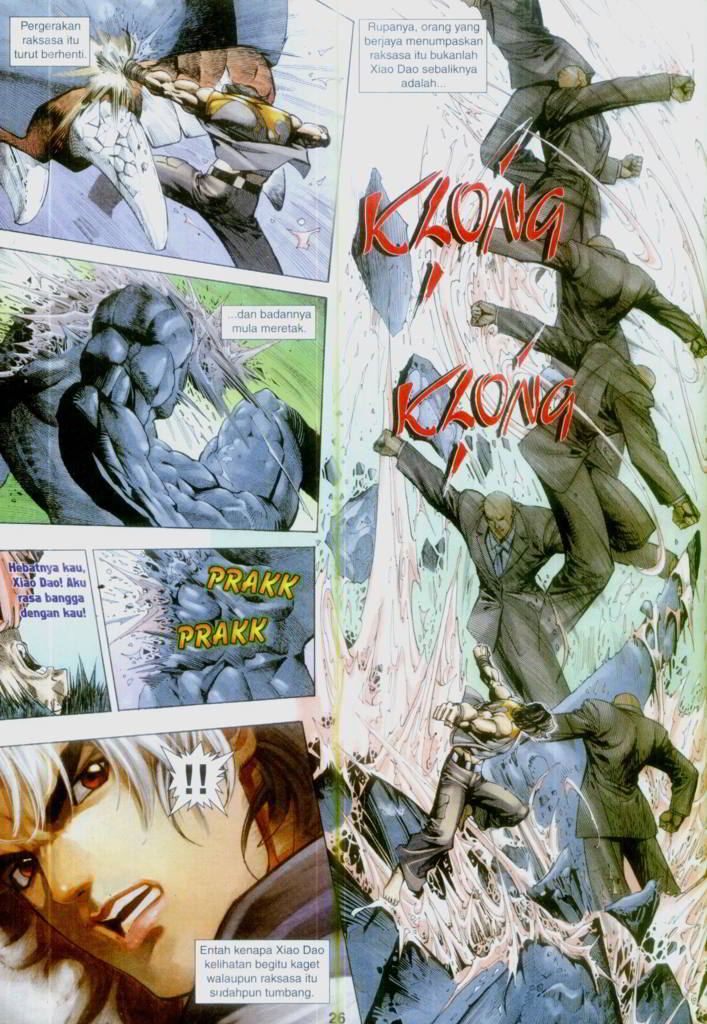 Pergerakan
raksasa itu
turut berhenti.
...dan badannya
mula meretak.
Hebatnya kau,
Xiao Dao! Aku
rasa bangga
dengan kau!
PRAKK
PRAKK
!!
Entah kenapa Xiao Dao
kelihatan begitu kaget
walaupun raksasa itu
sudahpun tumbang.
Rupanya, orang yang
berjaya menumpaskan
raksasa itu bukanlah
Xiao Dao sebaliknya
adalah...
KLONG
KLONG
26